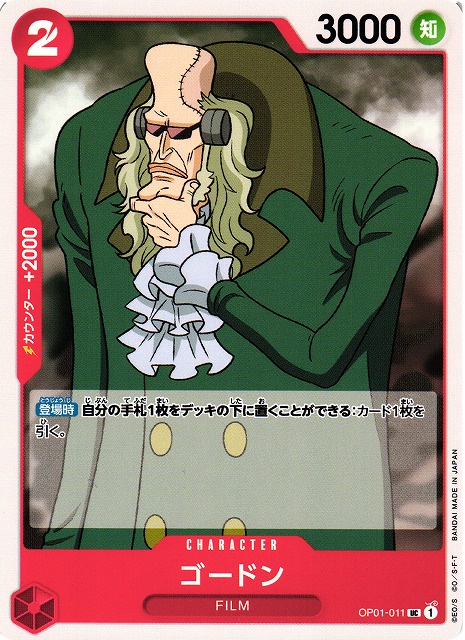 2
3000
知
カウンター +2000
登場時 自分の手札1枚をデッキの下に置くことができる:カード1枚を
引く。
CHARACTER
ゴードン
FILM
OP01-011 UC 1
©E.O/S ©O/S・F・T BANDAI MADE IN JAPAN